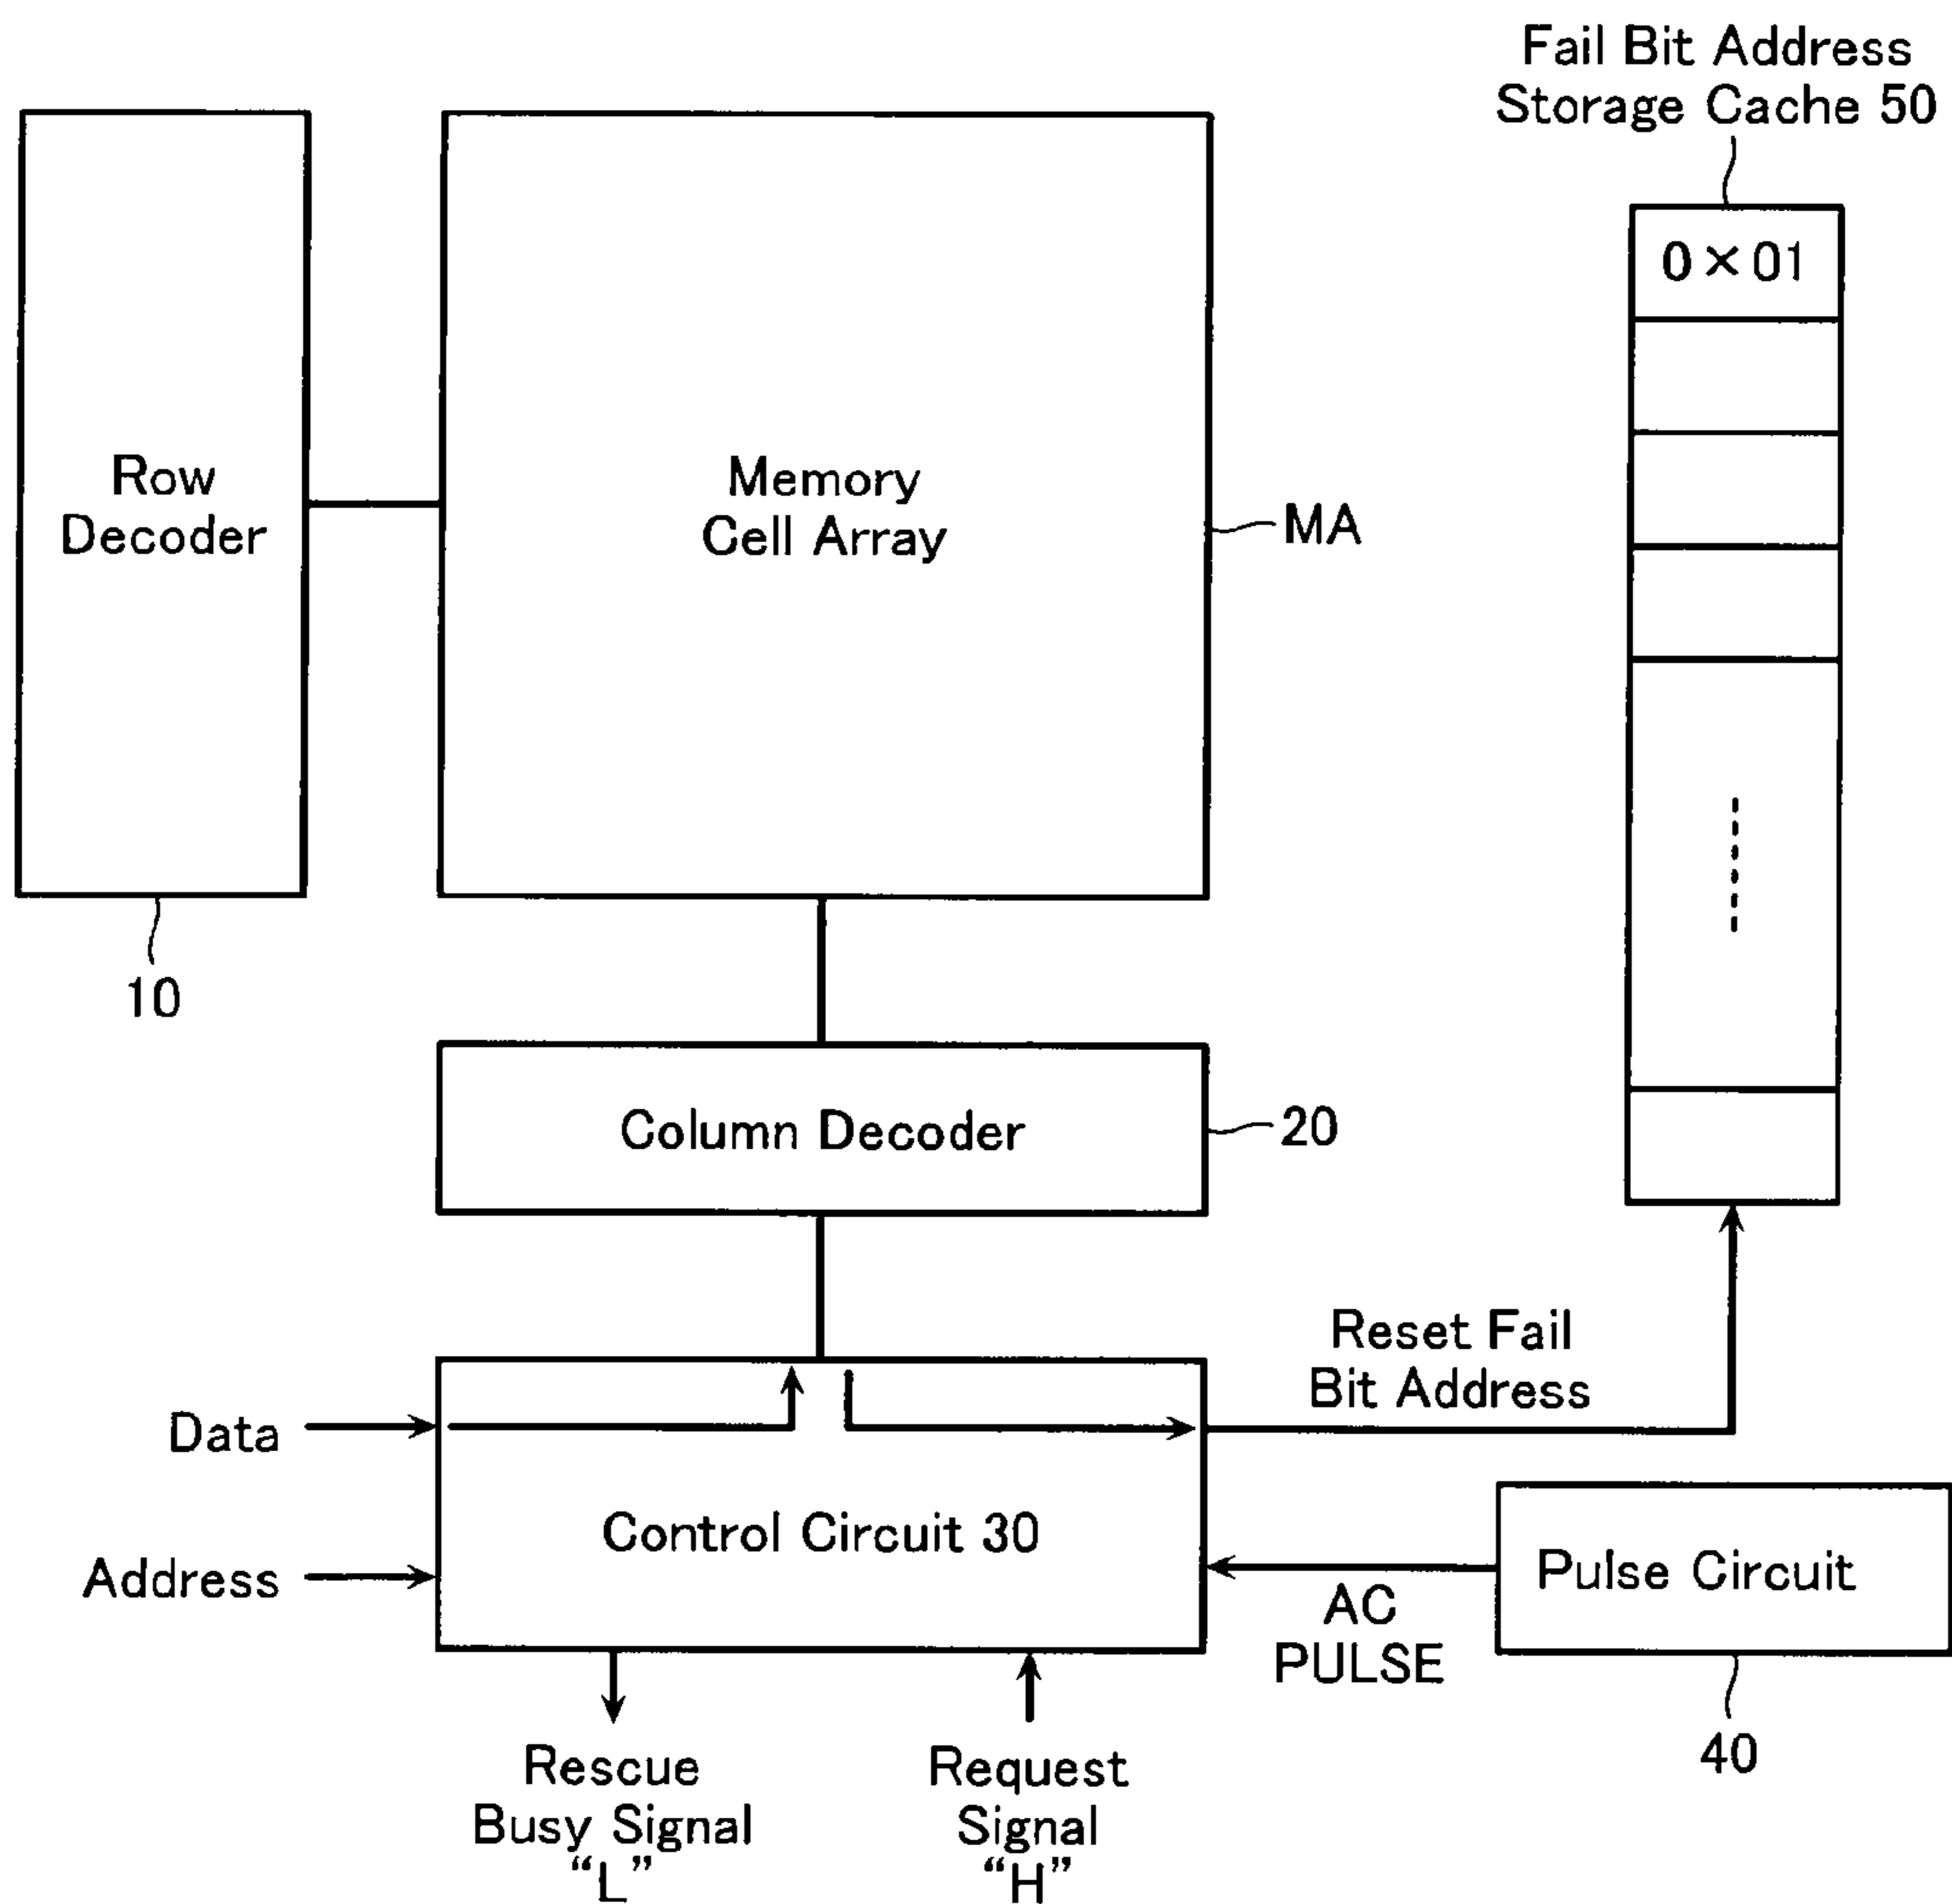 Fail Bit Address
Storage Cache 50
0×01
Row
Decoder
Memory
Cell Array
MA
10
Column Decoder
20
Reset Fail
Bit Address
Data
Control Circuit 30
Address
Pulse Circuit
AC
PULSE
40
Rescue
Busy Signal
“L”
Request
Signal
“H”